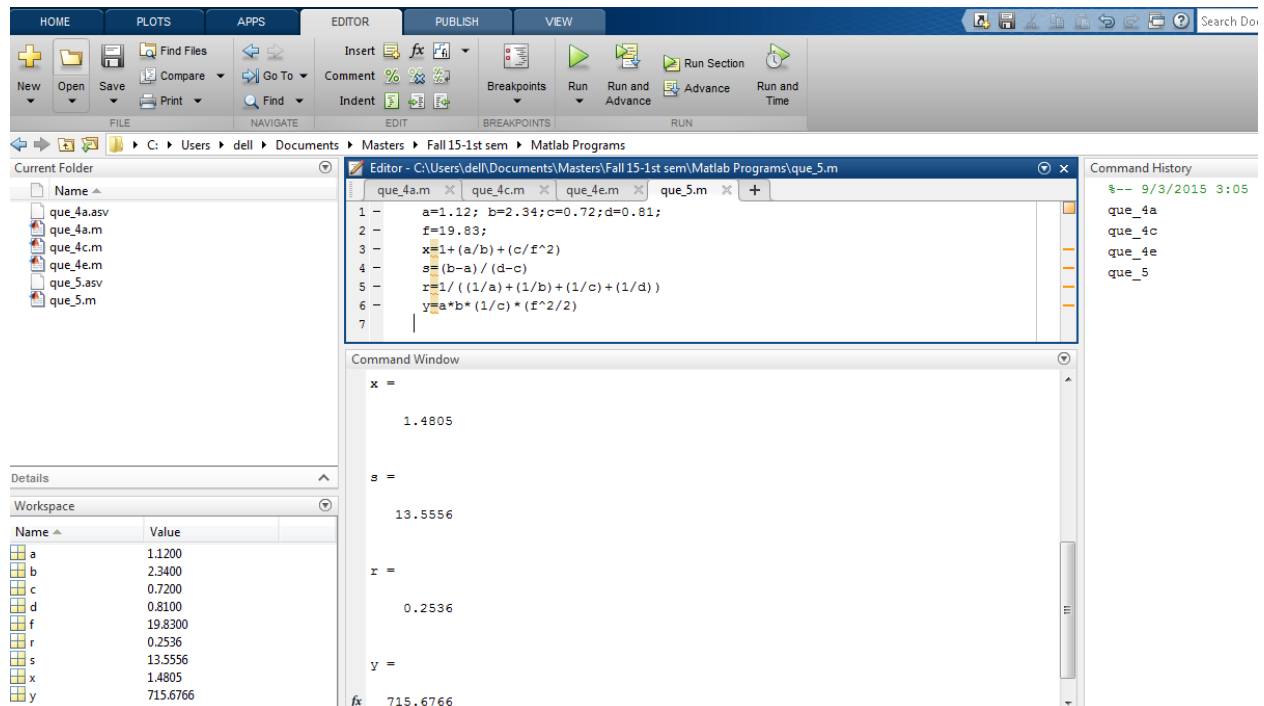 HOME PLOTS APPS EDITOR PUBLISH VIEW Search Do
New Open Save Find Files Compare Print Go To Find Insert fx Comment Indent Breakpoints Run Run and Advance Run Section Advance Run and Time
FILE NAVIGATE EDIT BREAKPOINTS RUN
C: Users dell Documents Masters Fall 15-1st sem Matlab Programs
Current Folder
Name
que_4a.asv
que_4a.m
que_4c.m
que_4e.m
que_5.asv
que_5.m
Details
Workspace
Name Value
a 1.1200
b 2.3400
c 0.7200
d 0.8100
f 19.8300
r 0.2536
s 13.5556
x 1.4805
y 715.6766
Editor - C:\Users\dell\Documents\Masters\Fall 15-1st sem\Matlab Programs\que_5.m
que_4a.m que_4c.m que_4e.m que_5.m +
1 - a=1.12; b=2.34;c=0.72;d=0.81;
2 - f=19.83;
3 - x=1+(a/b)+(c/f^2)
4 - s=(b-a)/(d-c)
5 - r=1/((1/a)+(1/b)+(1/c)+(1/d))
6 - y=a*b*(1/c)*(f^2/2)
7
Command Window
x =
1.4805
s =
13.5556
r =
0.2536
y =
fx 715.6766
Command History
%-- 9/3/2015 3:05
que_4a
que_4c
que_4e
que_5